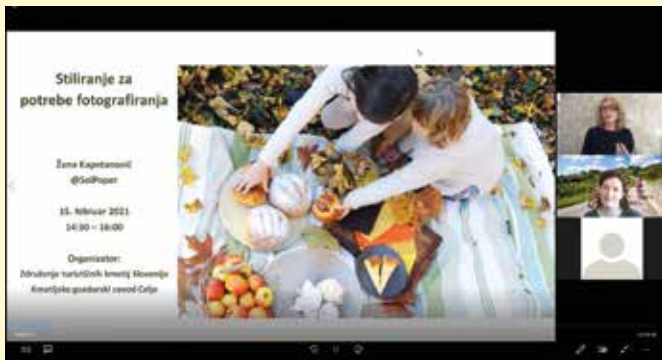 Stiliranje za
potrebe fotografiranja
Žana Kapetanović
@SolPoper
15. februar 2021
14:30 – 16:00
Organizator:
Združenje turističnih kmetij Slovenije
Kmetijsko gozdarski zavod Celje